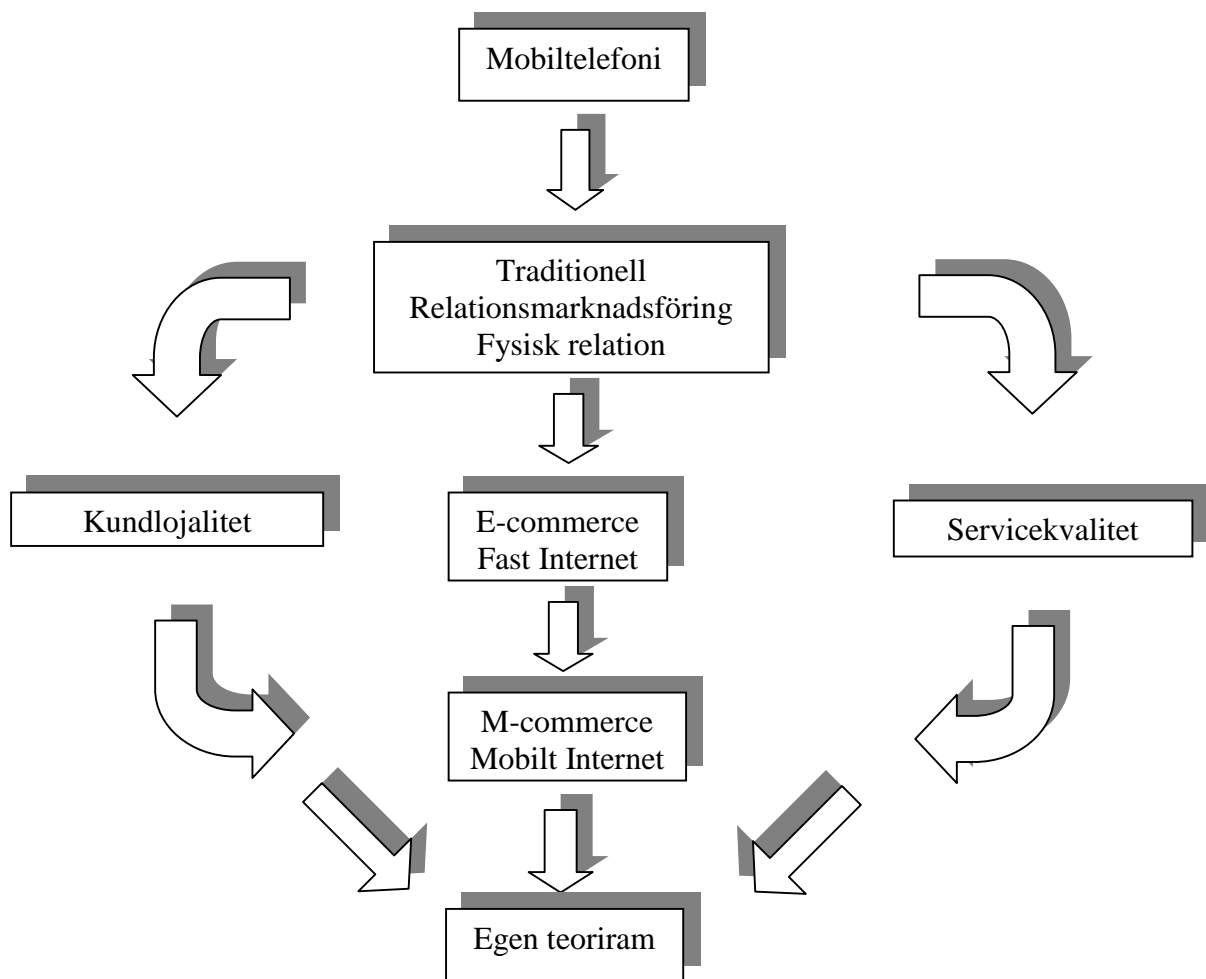 Mobiltelefoni
Traditionell
Relationsmarknadsföring
Fysisk relation
Kundlojalitet
E-commerce
Fast Internet
Servicekvalitet
M-commerce
Mobilt Internet
Egen teoriram